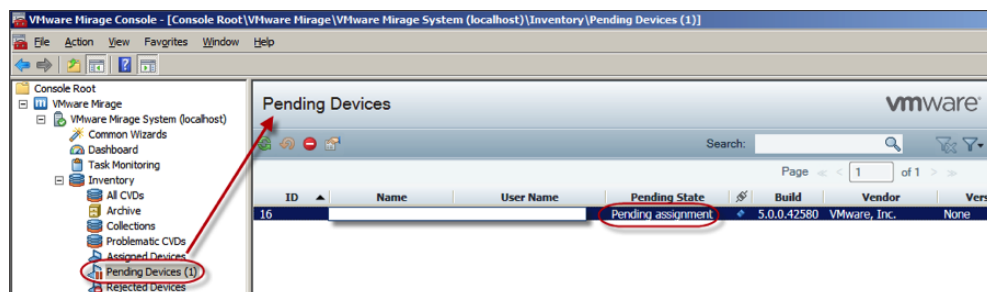 VMware Mirage Console - [Console Root\VMware Mirage\VMware Mirage System (localhost)\Inventory\Pending Devices (1)]
File Action View Favorites Window Help
Console Root
VMware Mirage
VMware Mirage System (localhost)
Common Wizards
Dashboard
Task Monitoring
Inventory
All CVDs
Archive
Collections
Problematic CVDs
Assigned Devices
Pending Devices (1)
Rejected Devices
Pending Devices
vmware
Search:
Page 1 of 1
ID Name User Name Pending State Build Vendor Vers
16 Pending assignment 5.0.0.42580 VMware, Inc. None